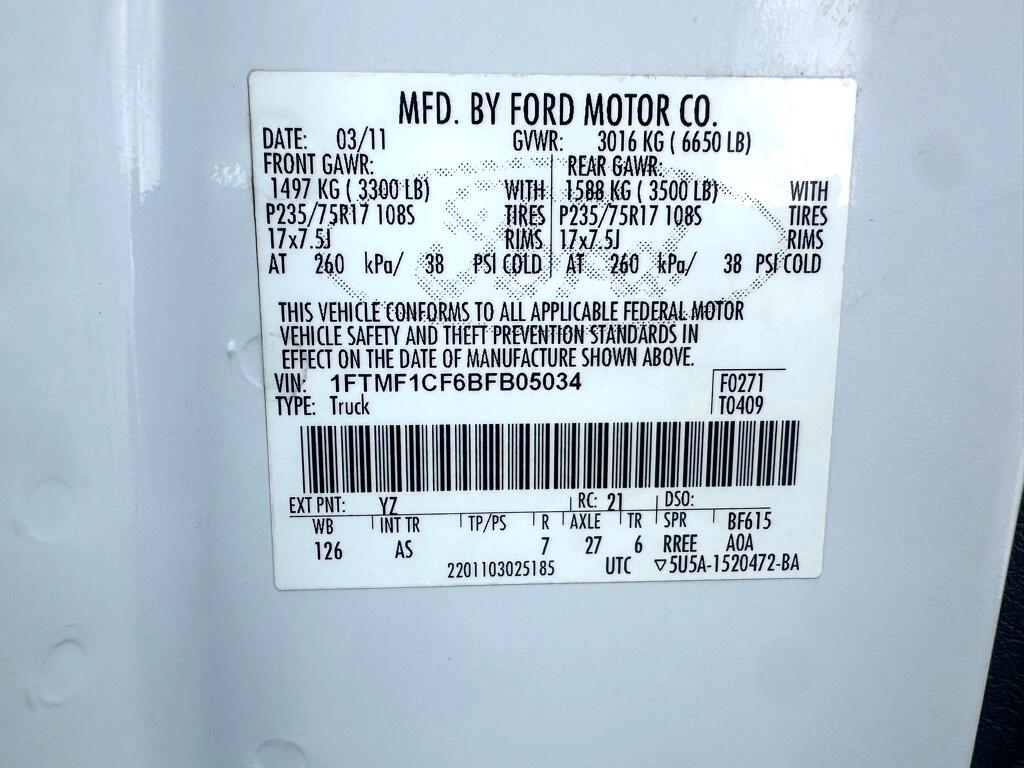 MFD. BY FORD MOTOR CO.
DATE: 03/11 GVWR: 3016 KG ( 6650 LB)
FRONT GAWR: REAR GAWR:
1497 KG ( 3300 LB) WITH 1588 KG ( 3500 LB) WITH
P235/75R17 108S TIRES P235/75R17 108S TIRES
17x7.5J RIMS 17x7.5J RIMS
AT 260 kPa/ 38 PSI COLD AT 260 kPa/ 38 PSI COLD
THIS VEHICLE CONFORMS TO ALL APPLICABLE FEDERAL MOTOR
VEHICLE SAFETY AND THEFT PREVENTION STANDARDS IN
EFFECT ON THE DATE OF MANUFACTURE SHOWN ABOVE.
VIN: 1FTMF1CF6BFB05034 F0271
TYPE: Truck T0409
EXT PNT: YZ RC: 21 DSO:
WB INT TR TP/PS R AXLE TR SPR BF615
126 AS 7 27 6 RREE AOA
2201103025185 UTC ▽5U5A-1520472-BA